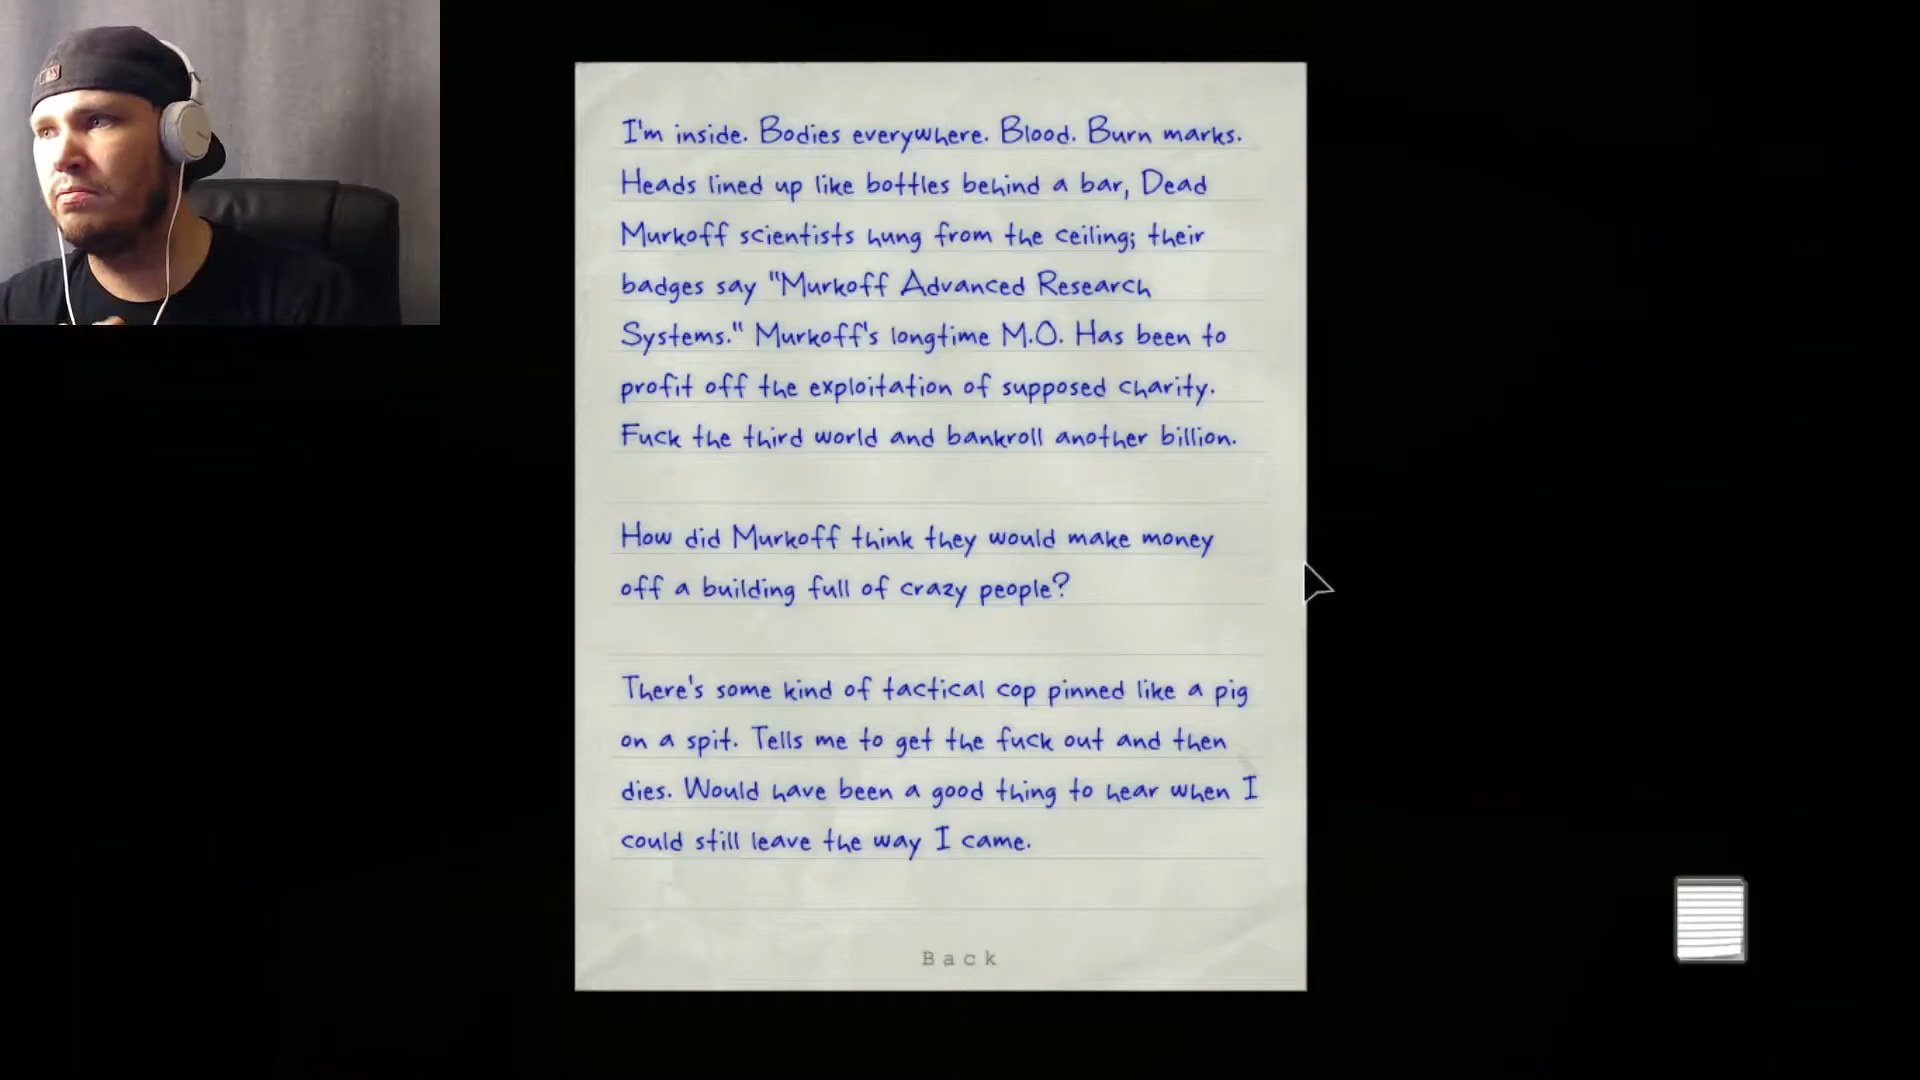 I'm inside. Bodies everywhere. Blood. Burn marks.
Heads lined up like bottles behind a bar, Dead
Murkoff scientists hung from the ceiling; their
badges say "Murkoff Advanced Research
Systems." Murkoff's longtime M.O. Has been to
profit off the exploitation of supposed charity.
Fuck the third world and bankroll another billion.
How did Murkoff think they would make money
off a building full of crazy people?
There's some kind of tactical cop pinned like a pig
on a spit. Tells me to get the fuck out and then
dies. Would have been a good thing to hear when I
could still leave the way I came.
Back